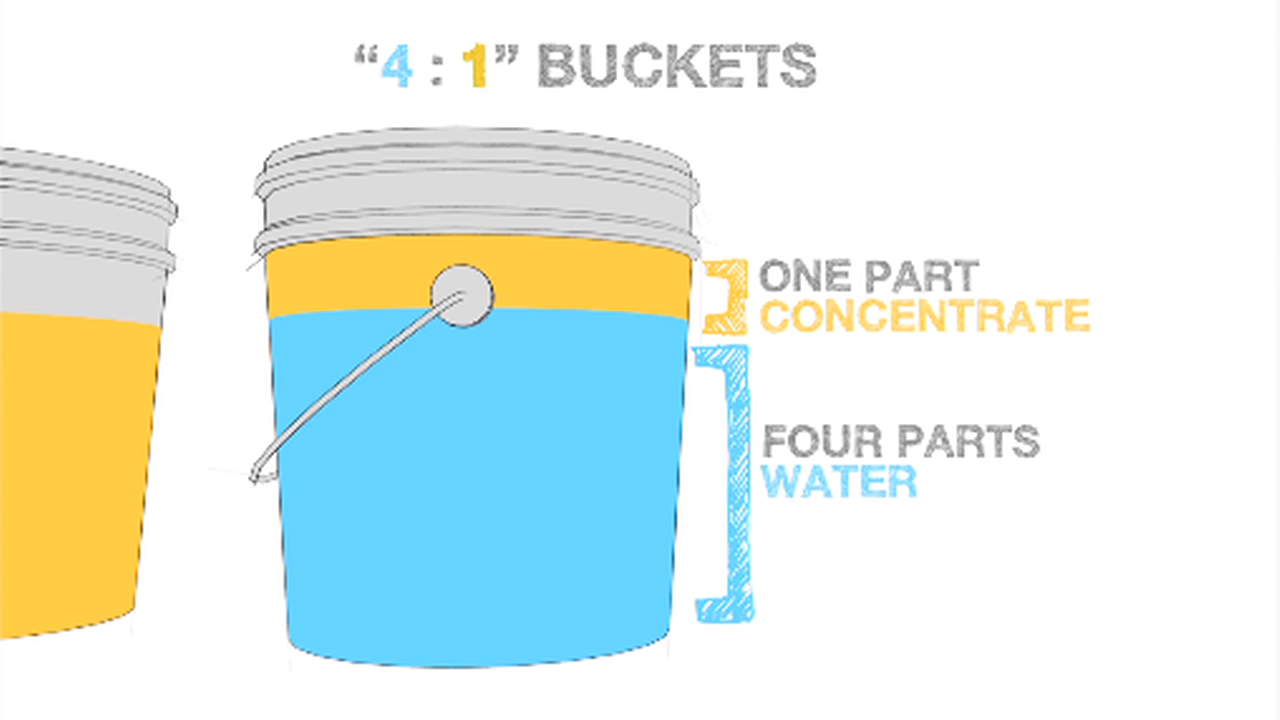 “4 : 1” BUCKETS
ONE PART
CONCENTRATE
FOUR PARTS
WATER